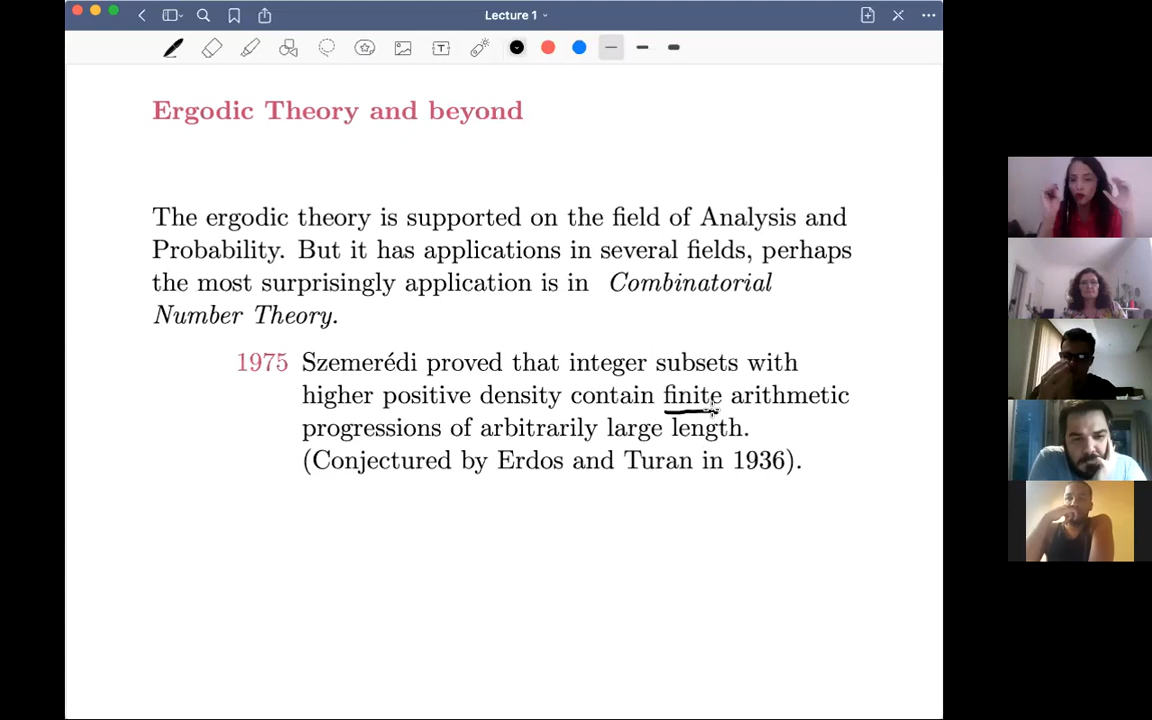 Lecture 1
Ergodic Theory and beyond
The ergodic theory is supported on the field of Analysis and
Probability. But it has applications in several fields, perhaps
the most surprisingly application is in Combinatorial
Number Theory.
1975 Szemerédi proved that integer subsets with
higher positive density contain finite arithmetic
progressions of arbitrarily large length.
(Conjectured by Erdos and Turan in 1936).